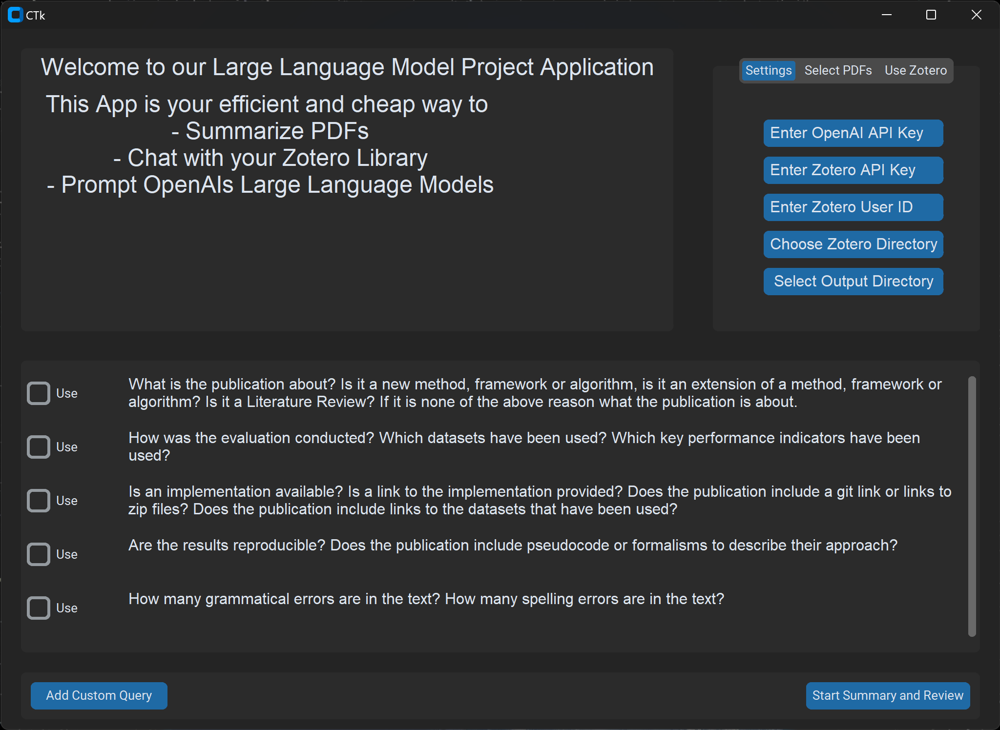 CTk
Welcome to our Large Language Model Project Application
This App is your efficient and cheap way to
- Summarize PDFs
- Chat with your Zotero Library
- Prompt OpenAIs Large Language Models
Settings Select PDFs Use Zotero
Enter OpenAI API Key
Enter Zotero API Key
Enter Zotero User ID
Choose Zotero Directory
Select Output Directory
Use
What is the publication about? Is it a new method, framework or algorithm, is it an extension of a method, framework or
algorithm? Is it a Literature Review? If it is none of the above reason what the publication is about.
Use
How was the evaluation conducted? Which datasets have been used? Which key performance indicators have been
used?
Use
Is an implementation available? Is a link to the implementation provided? Does the publication include a git link or links to
zip files? Does the publication include links to the datasets that have been used?
Use
Are the results reproducible? Does the publication include pseudocode or formalisms to describe their approach?
Use
How many grammatical errors are in the text? How many spelling errors are in the text?
Add Custom Query
Start Summary and Review